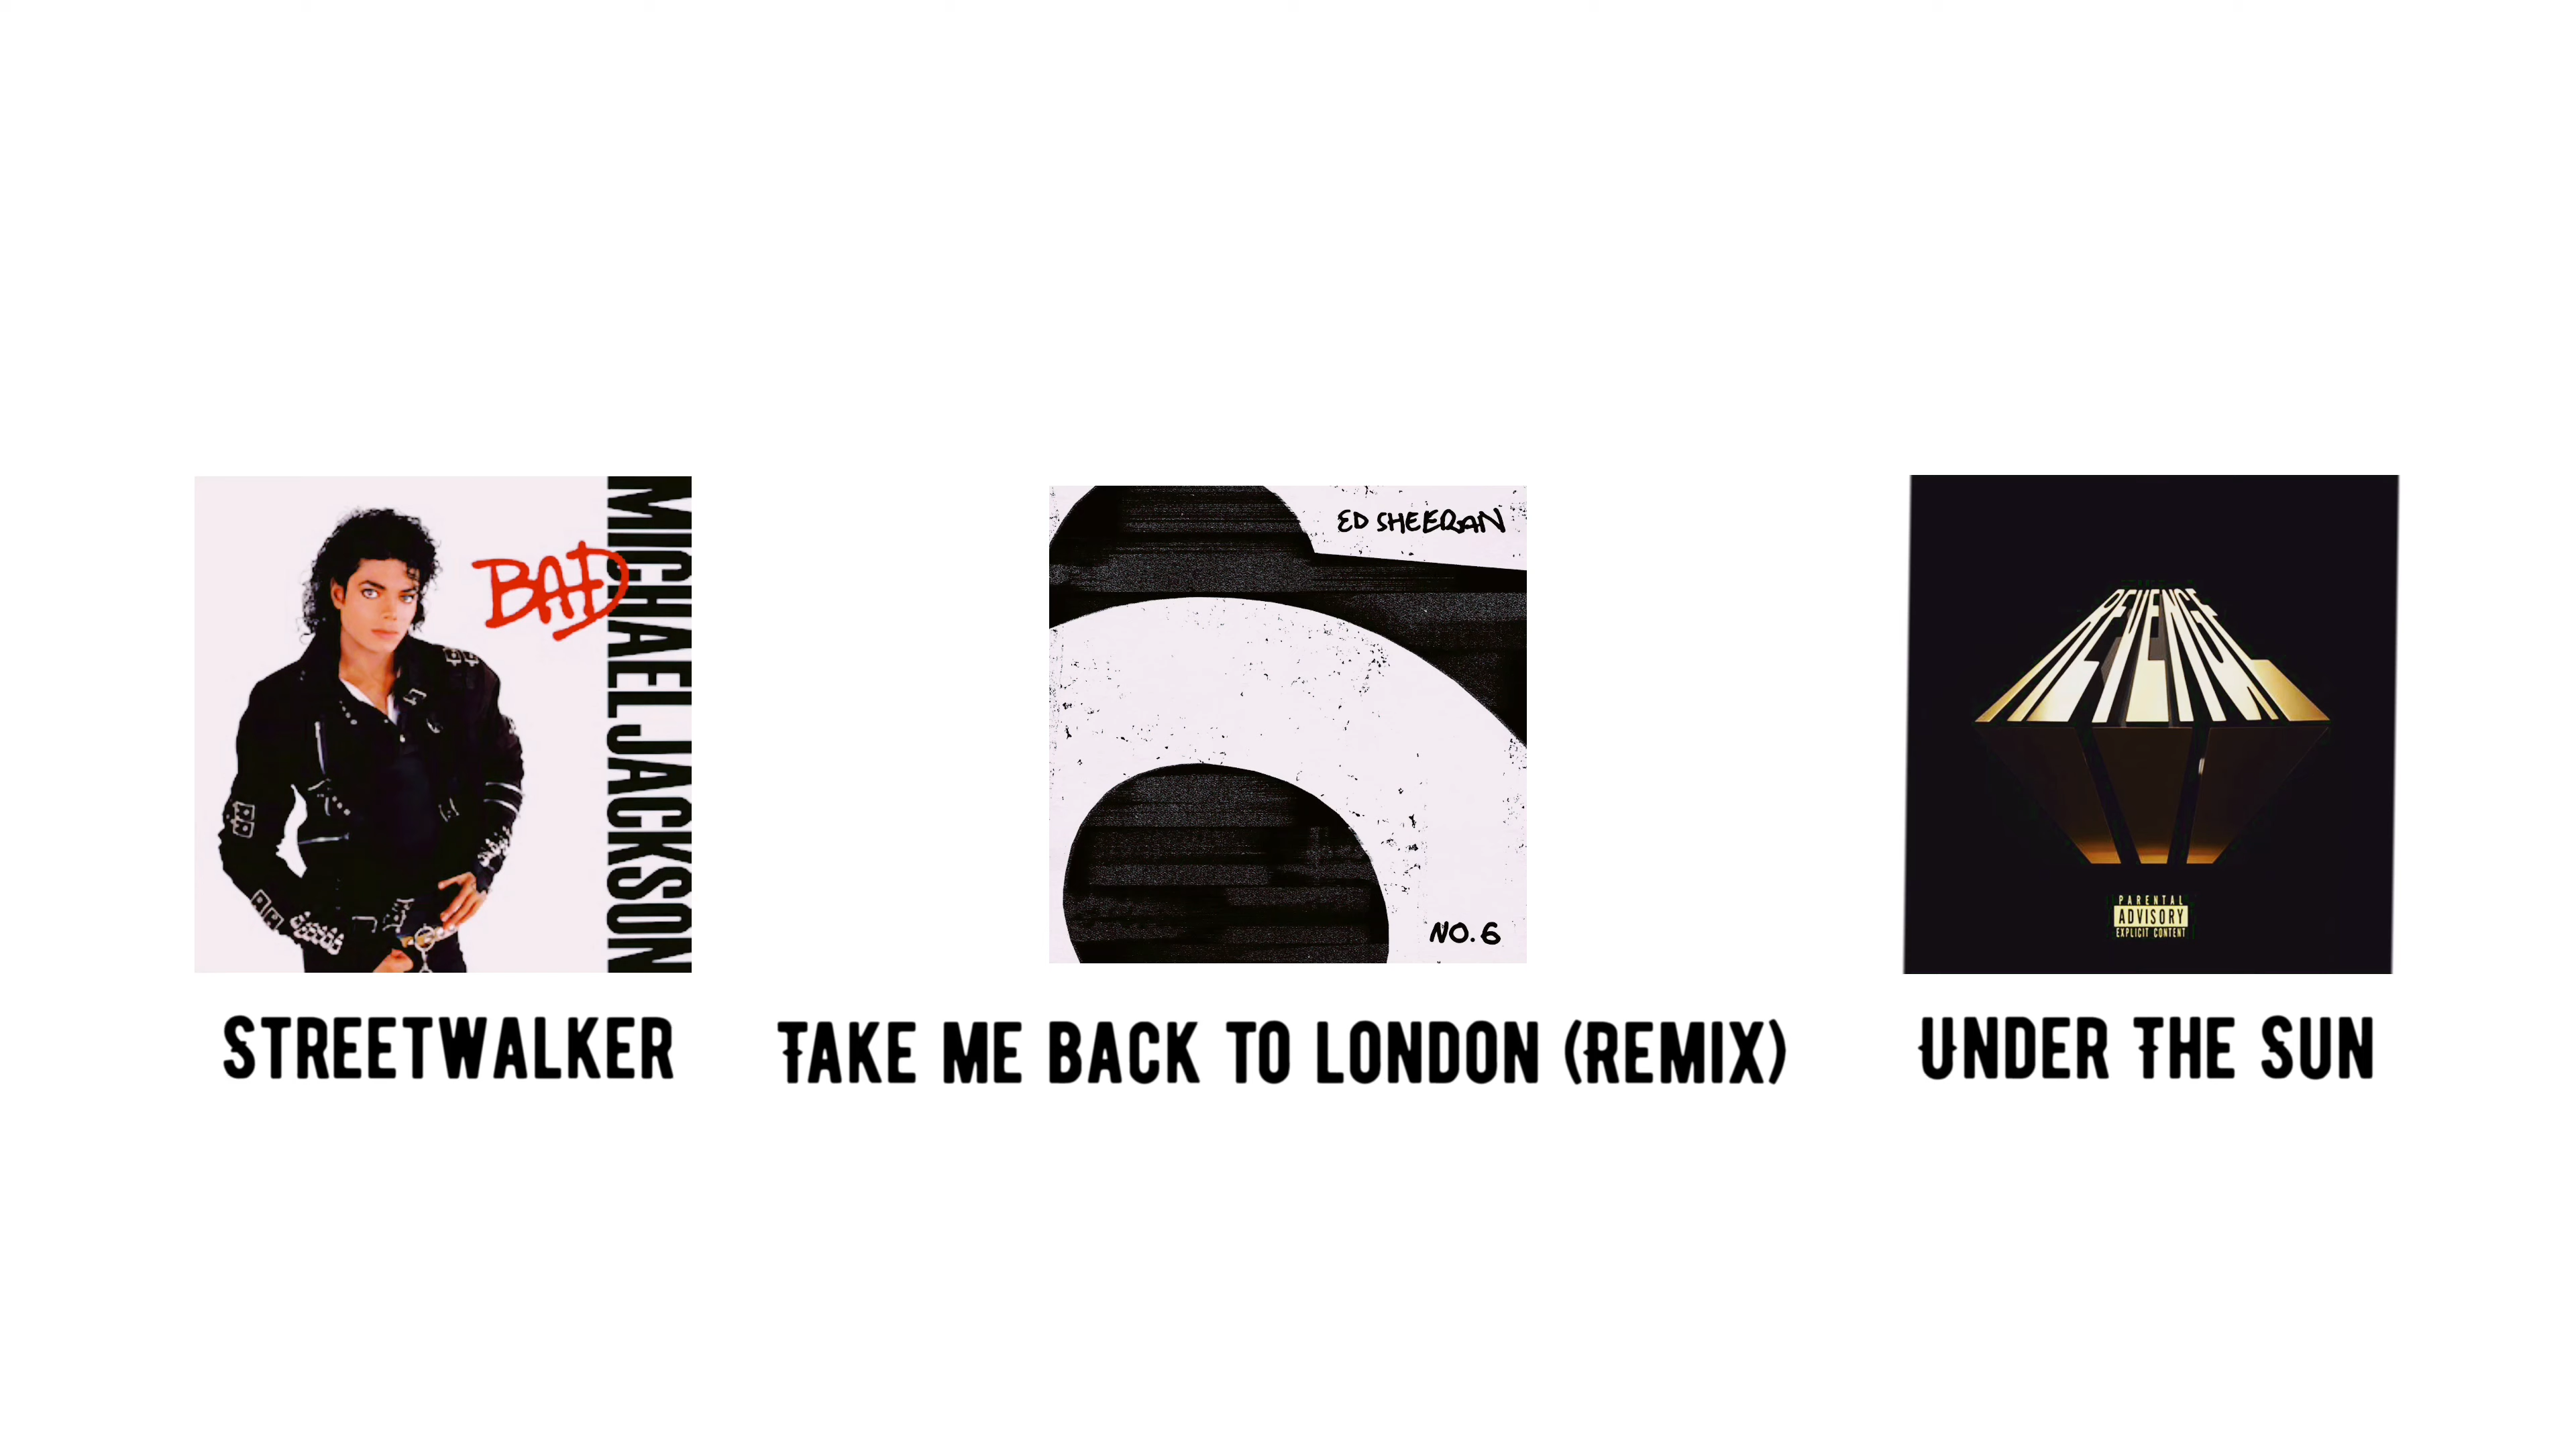 BAD
MICHAEL JACKSON
STREETWALKER
ED SHEERAN
NO. 6
TAKE ME BACK TO LONDON (REMIX)
REVENGE
PARENTAL
ADVISORY
EXPLICIT CONTENT
UNDER THE SUN